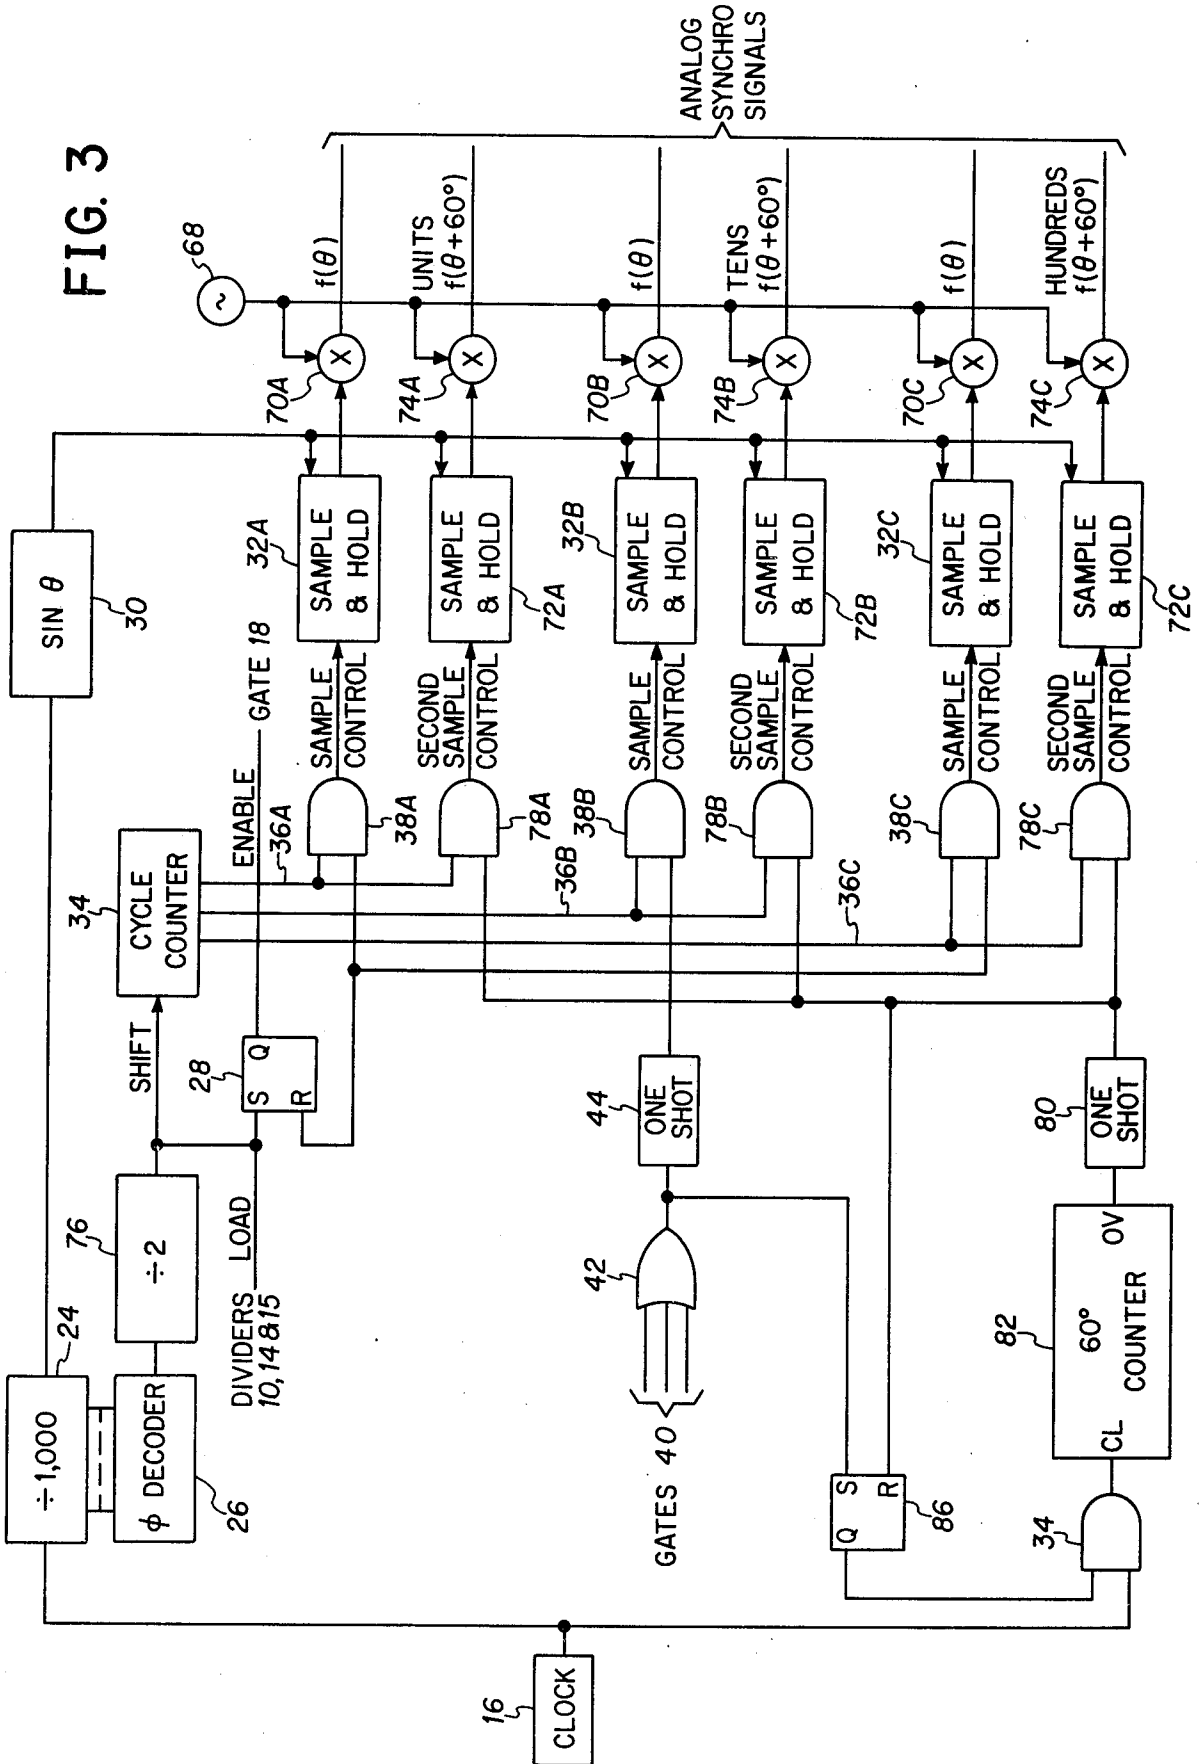 FIG. 3
16
CLOCK
24
÷1,000
ϕ DECODER
26
76
÷2
SHIFT
34
CYCLE
COUNTER
SIN θ
30
DIVIDERS LOAD
10, 14 & 15
28
S Q
R
ENABLE GATE 18
36A
36B
36C
38A
SAMPLE
CONTROL
32A
SAMPLE
& HOLD
70A
X
f(θ)
68
~
78A
SECOND
SAMPLE
CONTROL
SAMPLE
& HOLD
72A
74A
X
UNITS
f(θ+60°)
38B
SAMPLE
CONTROL
32B
SAMPLE
& HOLD
70B
X
f(θ)
78B
SECOND
SAMPLE
CONTROL
SAMPLE
& HOLD
72B
74B
X
TENS
f(θ+60°)
38C
SAMPLE
CONTROL
32C
SAMPLE
& HOLD
70C
X
f(θ)
78C
SECOND
SAMPLE
CONTROL
SAMPLE
& HOLD
72C
74C
X
HUNDREDS
f(θ+60°)
ANALOG
SYNCHRO
SIGNALS
GATES 40
42
44
ONE
SHOT
Q S
R
86
34
82
CL 60° OV
COUNTER
80
ONE
SHOT